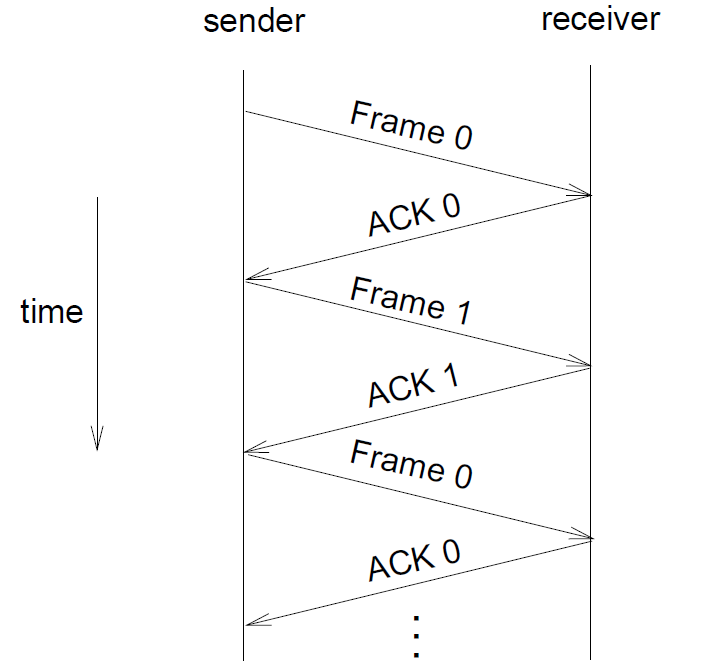 sender
receiver
Frame 0
ACK 0
Frame 1
time
ACK 1
Frame 0
ACK 0